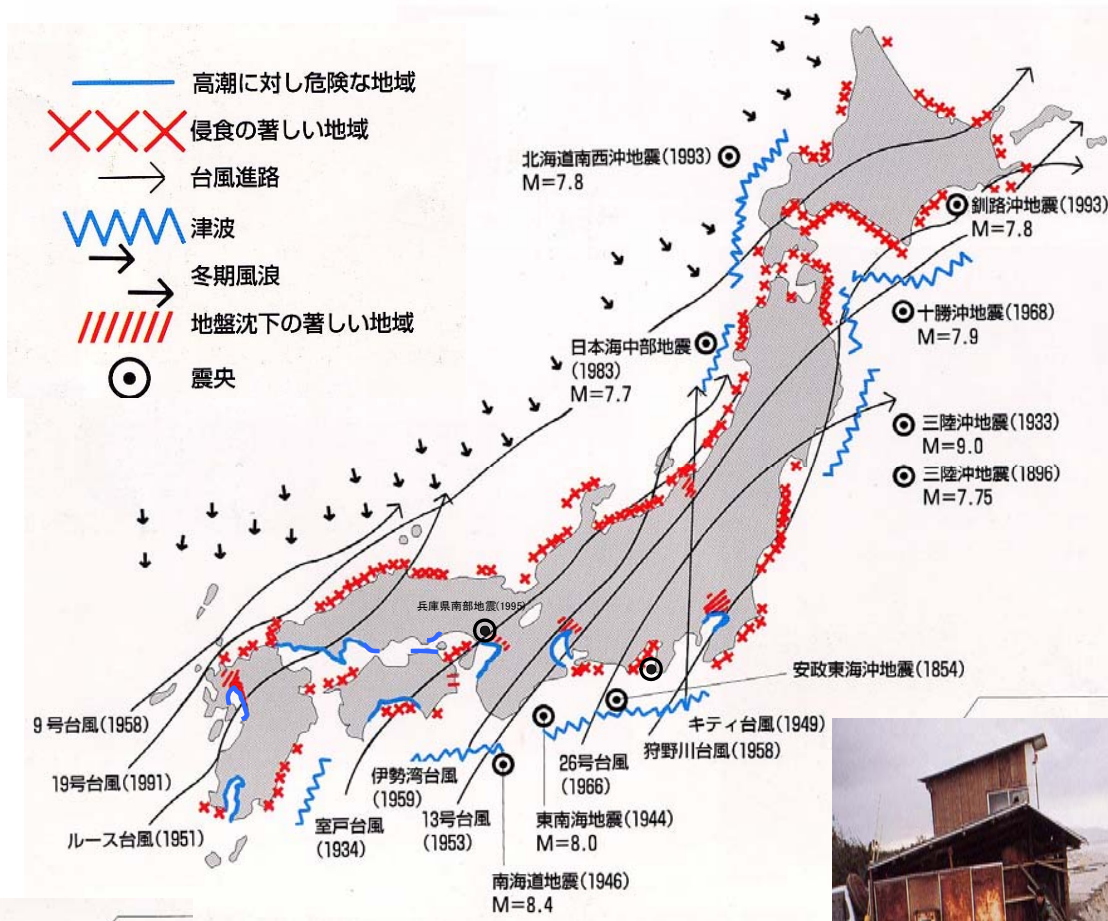 高潮に対し危険な地域
侵食の著しい地域
台風進路
津波
冬期風浪
地盤沈下の著しい地域
震央
北海道南西沖地震(1993)
M=7.8
釧路沖地震(1993)
M=7.8
十勝沖地震(1968)
M=7.9
日本海中部地震
(1983)
M=7.7
三陸沖地震(1933)
M=9.0
三陸沖地震(1896)
M=7.75
兵庫県南部地震(1995)
安政東海沖地震(1854)
9号台風(1958)
キティ台風(1949)
狩野川台風(1958)
19号台風(1991)
伊勢湾台風
(1959)
26号台風
(1966)
ルース台風(1951)
室戸台風
(1934)
13号台風
(1953)
東南海地震(1944)
M=8.0
南海道地震(1946)
M=8.4